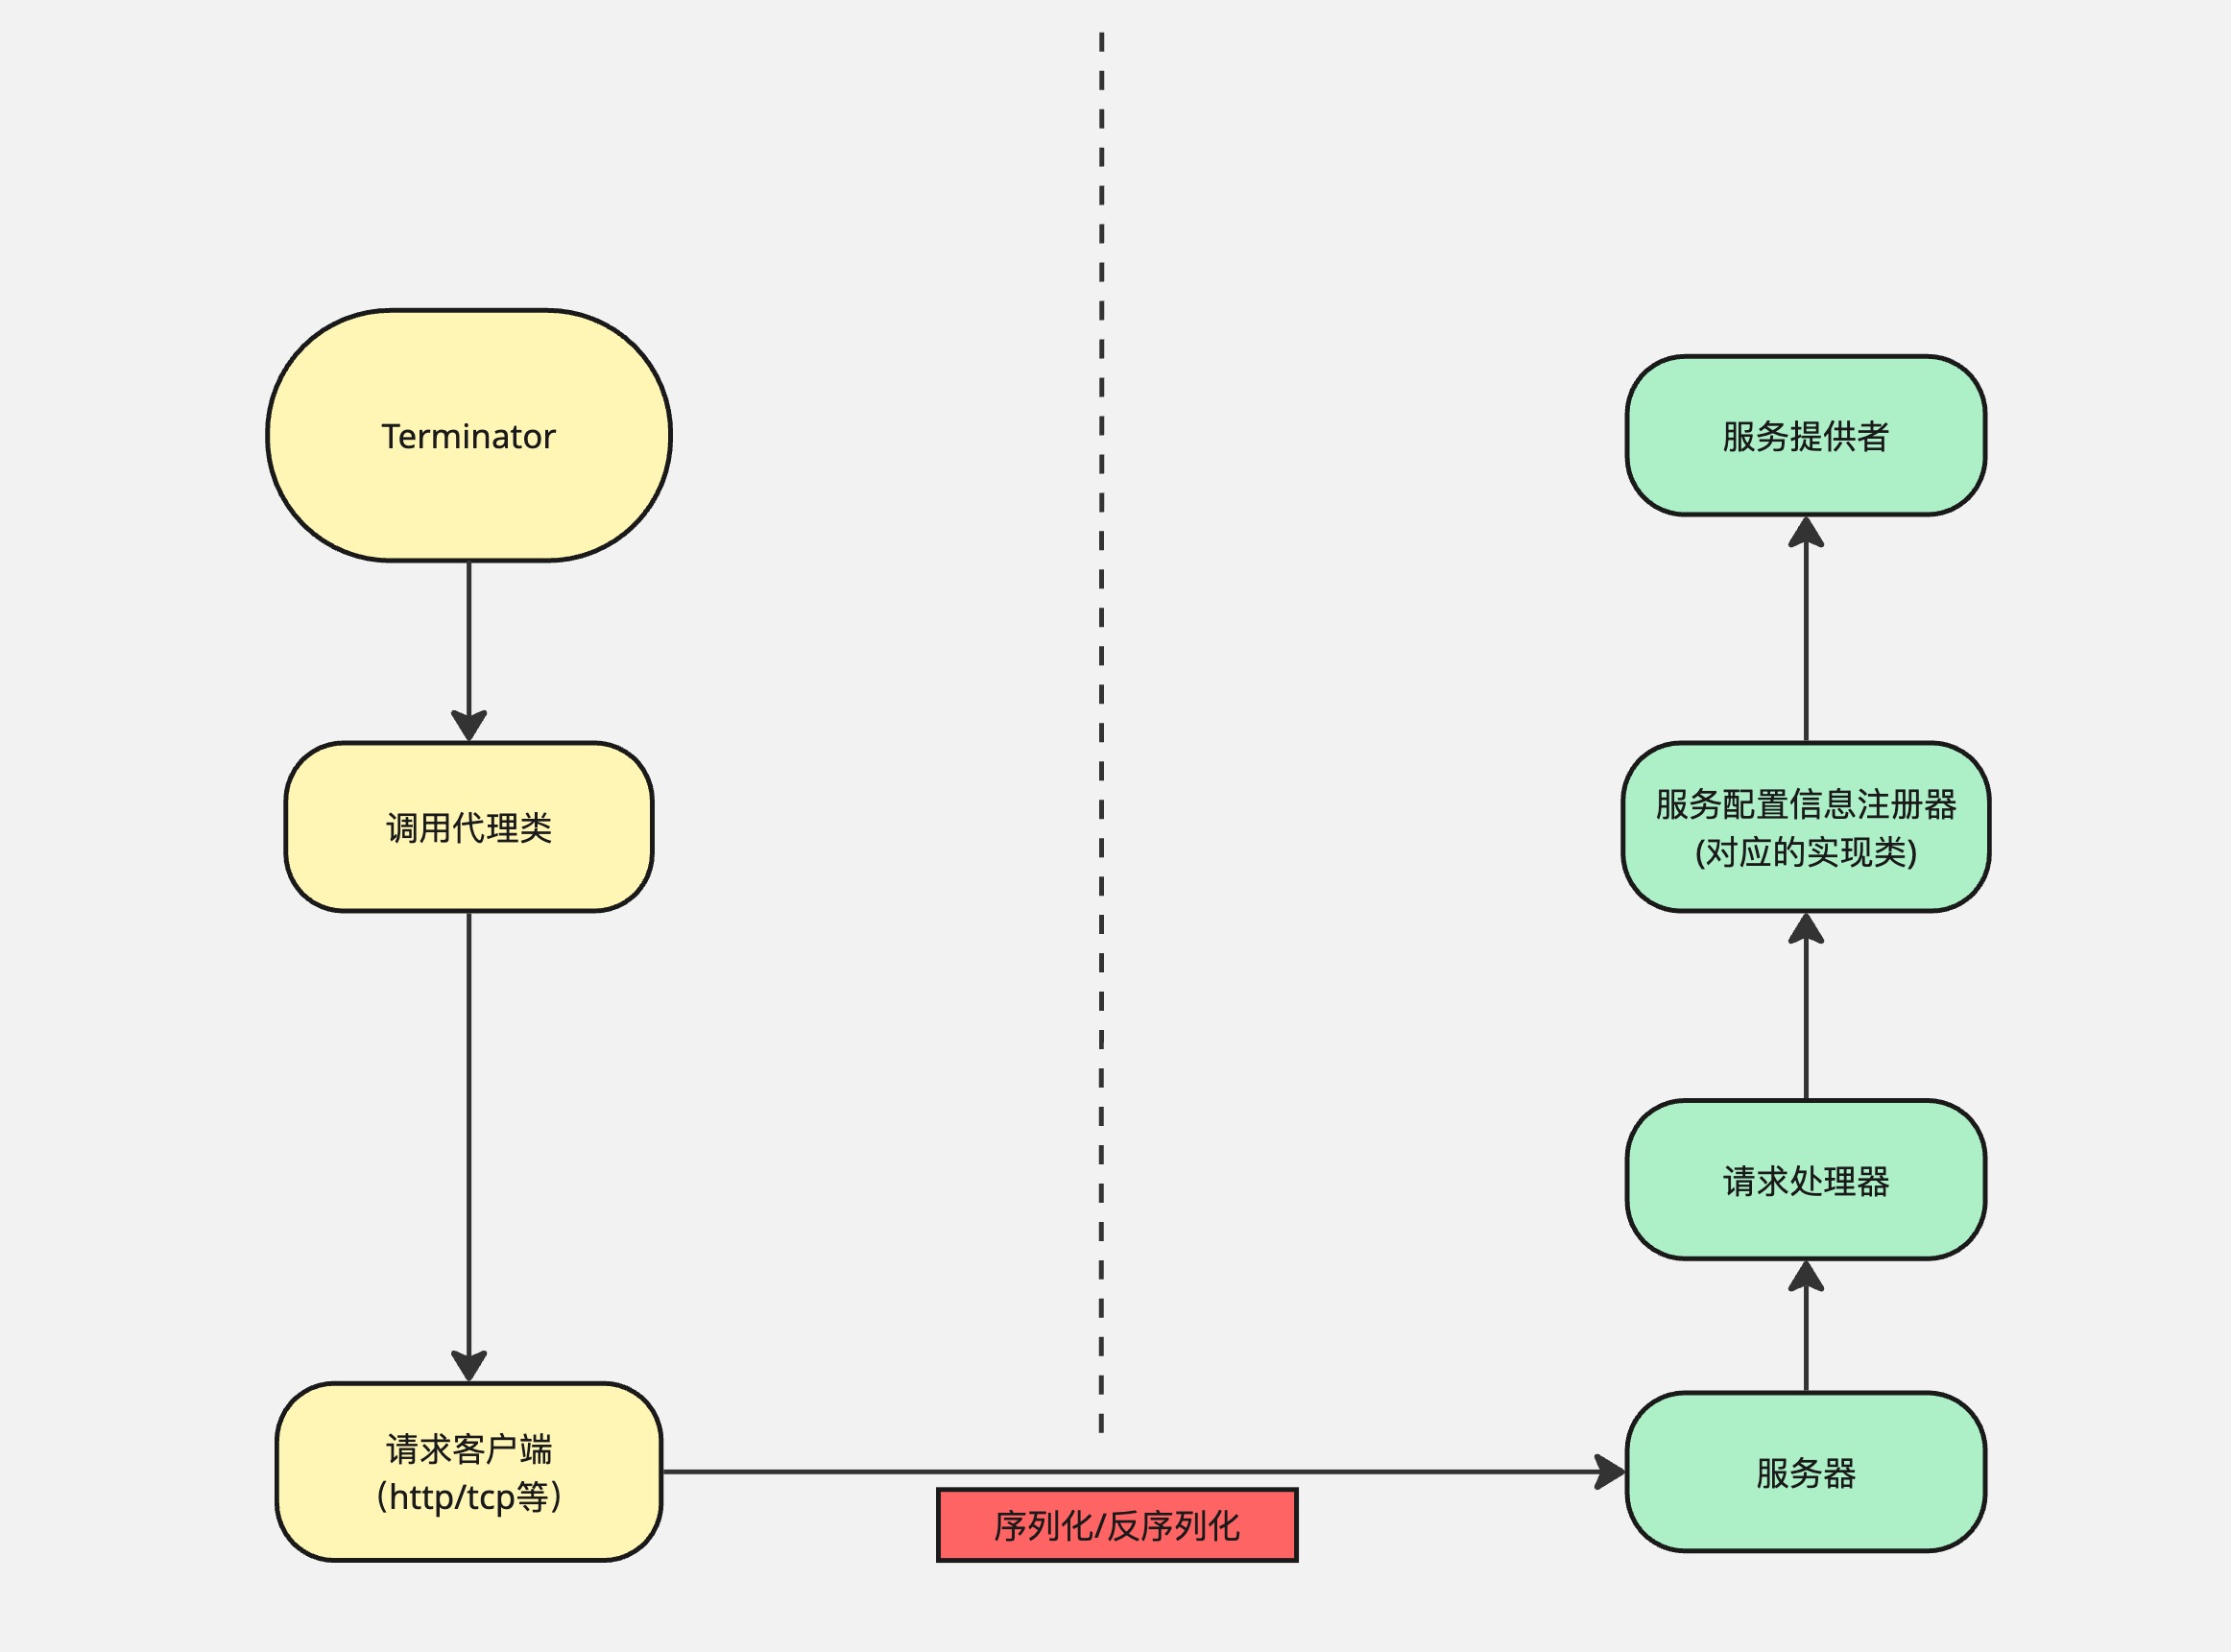 Terminator
服务提供者
调用代理类
服务配置信息注册器
(对应的实现类)
请求处理器
请求客户端
（http/tcp等）
服务器
序列化/反序列化